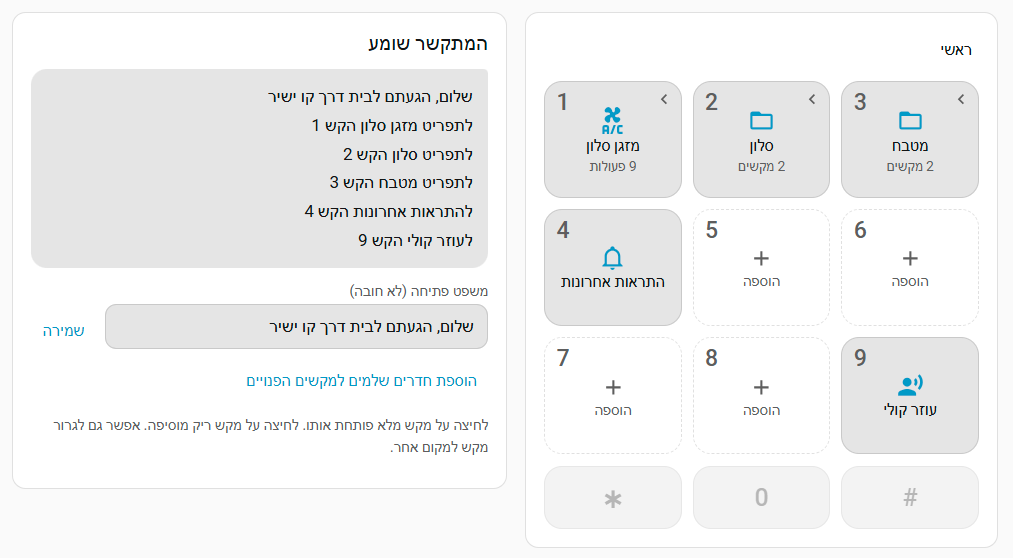 ראשי
1
A/C
מזגן סלון
9 פעולות
2
סלון
2 מקשים
3
מטבח
2 מקשים
4
התראות אחרונות
5
+
הוספה
6
+
הוספה
7
+
הוספה
8
+
הוספה
9
עוזר קולי
*
0
#
המתקשר שומע
שלום, הגעתם לבית דרך קו ישיר
לתפריט מזגן סלון הקש 1
לתפריט סלון הקש 2
לתפריט מטבח הקש 3
להתראות אחרונות הקש 4
לעוזר קולי הקש 9
משפט פתיחה (לא חובה)
שלום, הגעתם לבית דרך קו ישיר
שמירה
הוספת חדרים שלמים למקשים הפנויים
לחיצה על מקש מלא פותחת אותו. לחיצה על מקש ריק מוסיפה. אפשר גם לגרור
מקש למקום אחר.